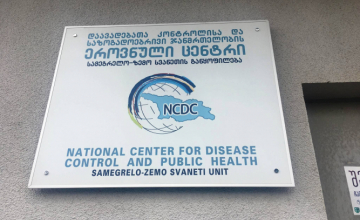 დაავადებათა კონტროლისა და
საზოგადოებრივი ჯანმრთელობის
ეროვნული ცენტრი
სამეგრელო-ზემო სვანეთის განყოფილება
NCDC
NATIONAL CENTER FOR DISEASE
CONTROL AND PUBLIC HEALTH
SAMEGRELO-ZEMO SVANETI UNIT